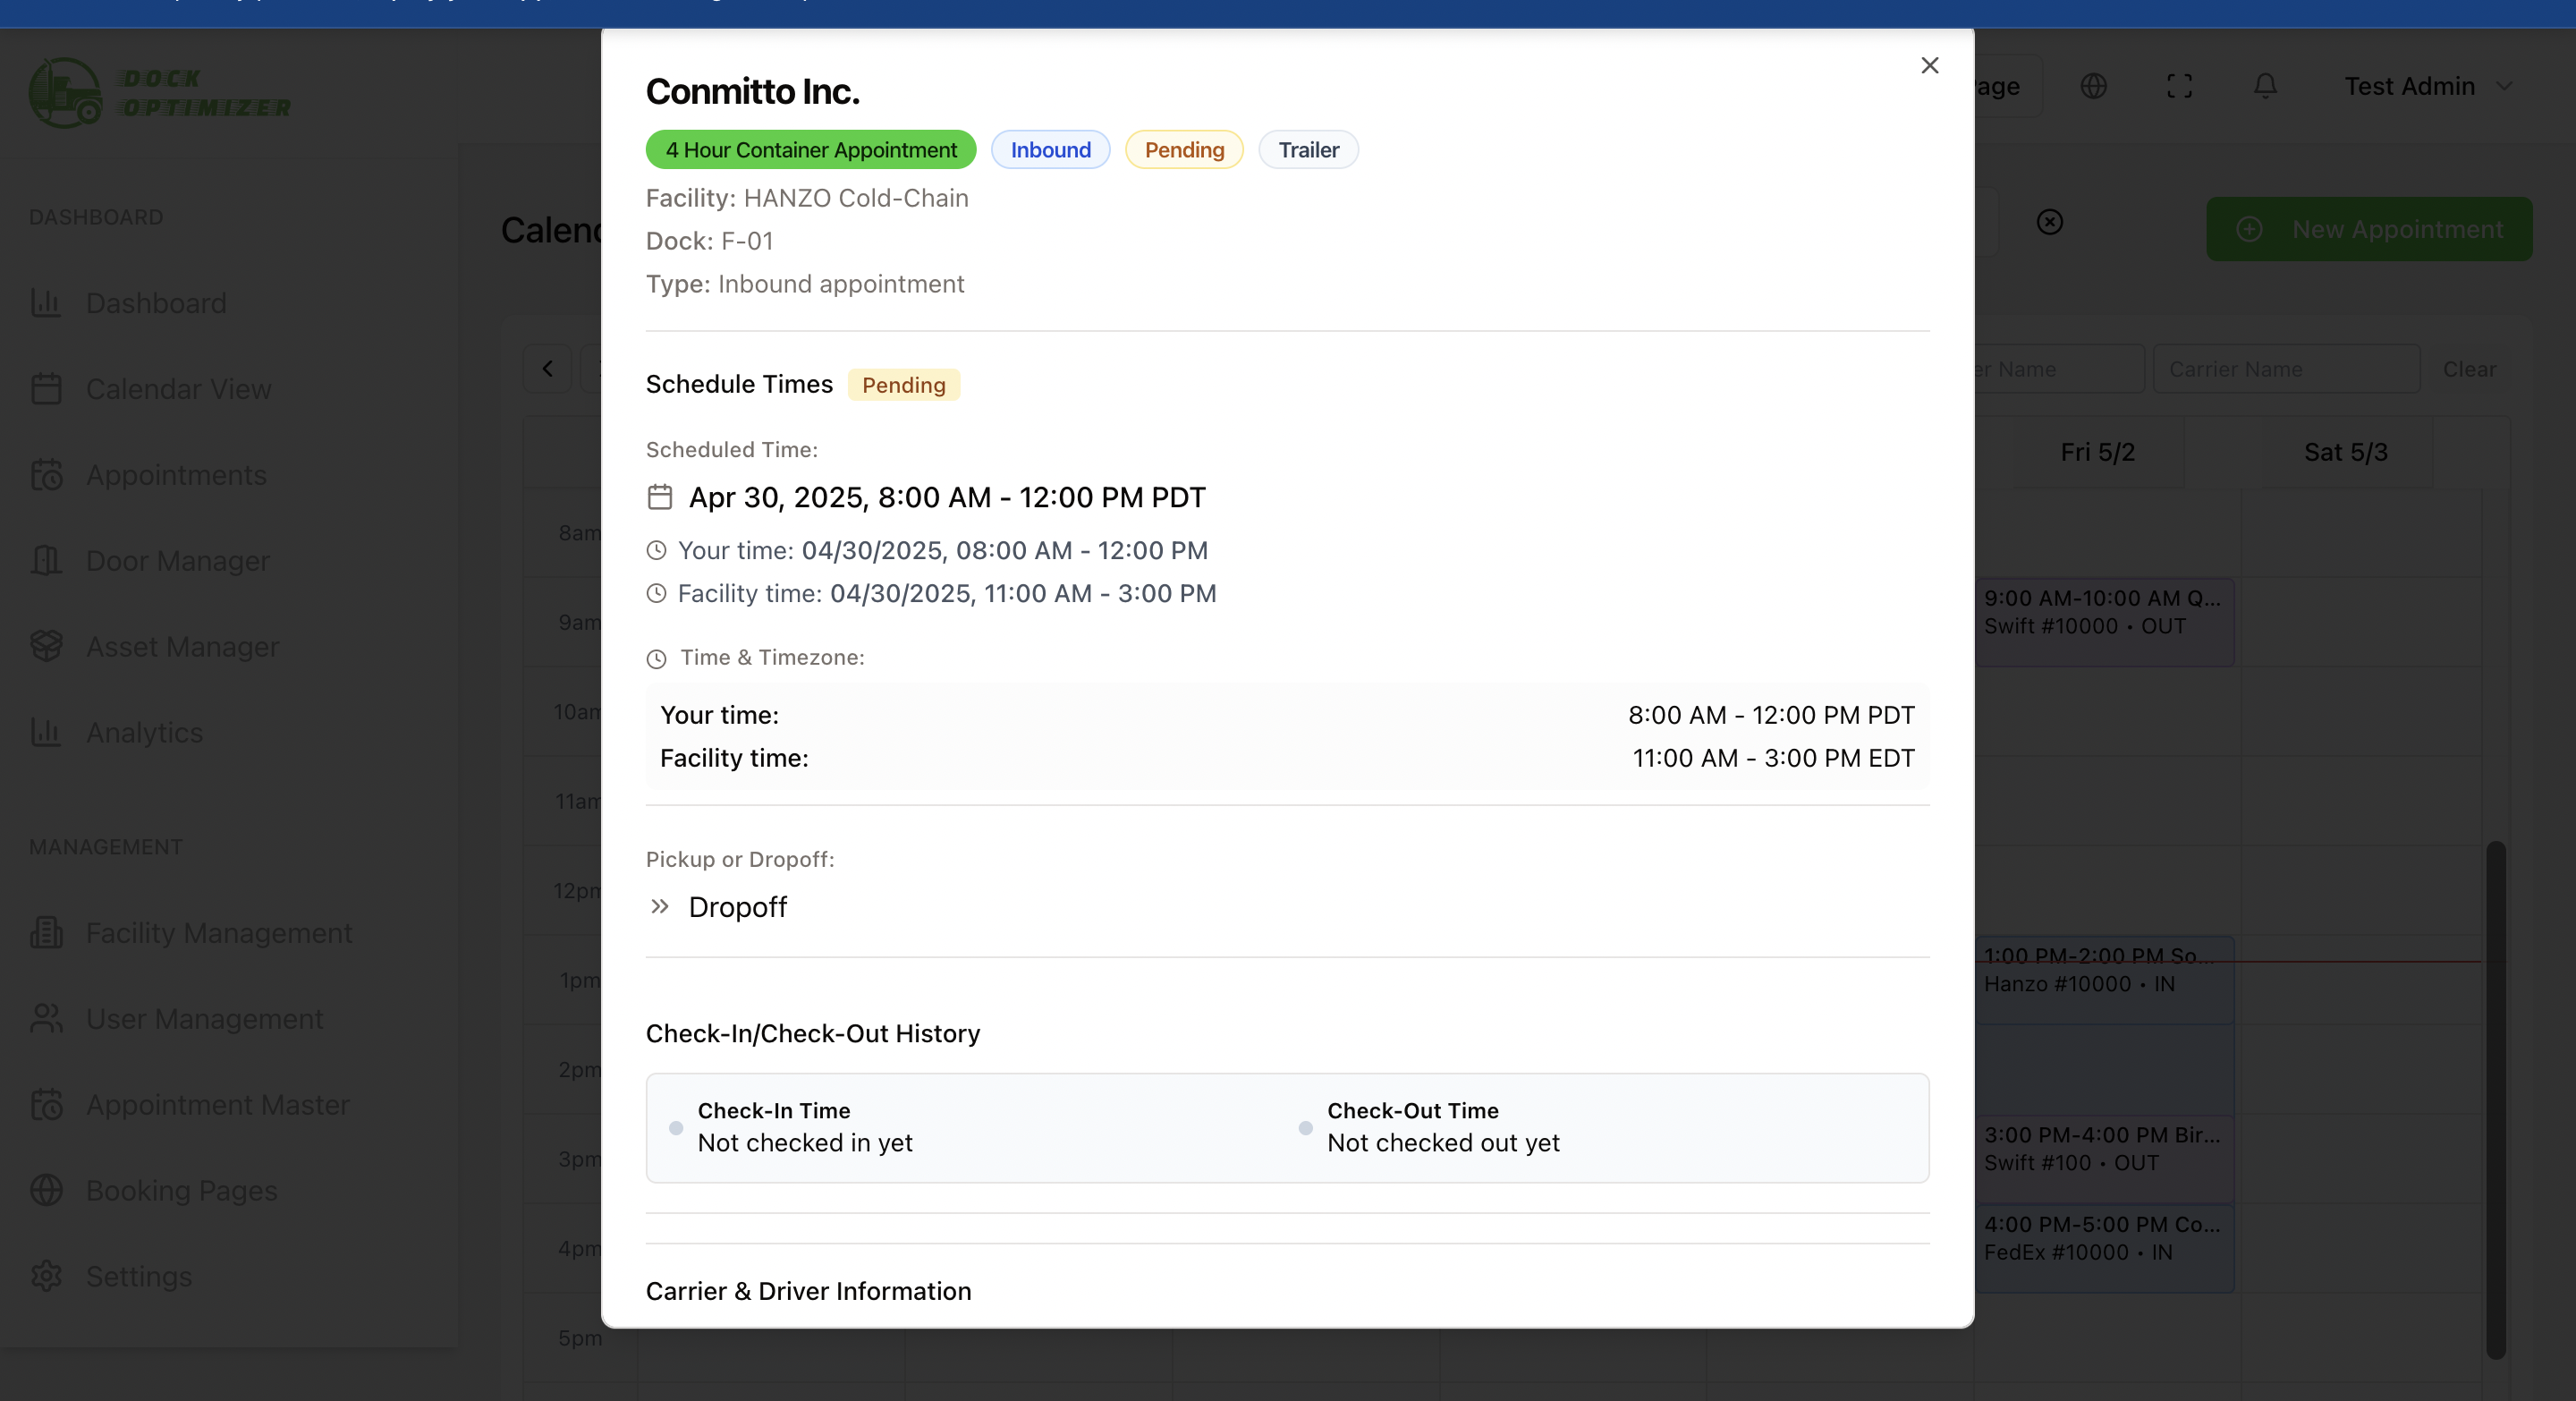 DOCK
OPTIMIZER
age
Test Admin
DASHBOARD
Dashboard
Calendar View
Appointments
Door Manager
Asset Manager
Analytics
MANAGEMENT
Facility Management
User Management
Appointment Master
Booking Pages
Settings
Calend
New Appointment
er Name
Carrier Name
Clear
Fri 5/2
Sat 5/3
8am
9am
10am
11am
12pm
1pm
2pm
3pm
4pm
5pm
9:00 AM-10:00 AM Q...
Swift #10000 • OUT
1:00 PM-2:00 PM So...
Hanzo #10000 • IN
3:00 PM-4:00 PM Bir...
Swift #100 • OUT
4:00 PM-5:00 PM Co...
FedEx #10000 • IN
Conmitto Inc.
4 Hour Container Appointment
Inbound
Pending
Trailer
Facility: HANZO Cold-Chain
Dock: F-01
Type: Inbound appointment
Schedule Times
Pending
Scheduled Time:
Apr 30, 2025, 8:00 AM - 12:00 PM PDT
Your time: 04/30/2025, 08:00 AM - 12:00 PM
Facility time: 04/30/2025, 11:00 AM - 3:00 PM
Time & Timezone:
Your time:
8:00 AM - 12:00 PM PDT
Facility time:
11:00 AM - 3:00 PM EDT
Pickup or Dropoff:
Dropoff
Check-In/Check-Out History
Check-In Time
Not checked in yet
Check-Out Time
Not checked out yet
Carrier & Driver Information